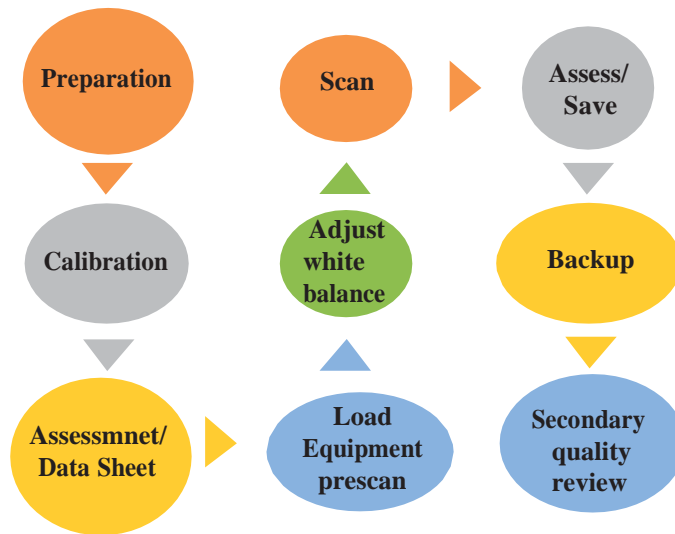 Preparation
Calibration
Assessmnet/
Data Sheet
Load
Equipment
prescan
Adjust
white
balance
Scan
Assess/
Save
Backup
Secondary
quality
review